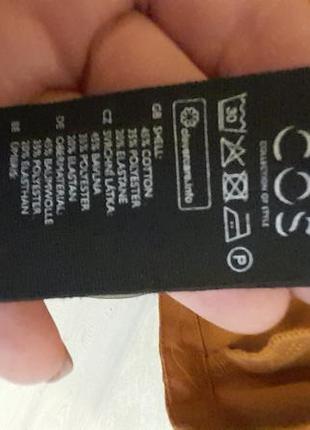 COS
COLLECTION OF STYLE
30
P
clevercare.info
GB SHELL:
45% COTTON
35% POLYESTER
20% ELASTANE
CZ SVRCHNÍ LÁTKA:
45% BAVLNA
35% POLYESTER
20% ELASTAN
DE OBERMATERIAL:
45% BAUMWOLLE
35% POLYESTER
20% ELASTHAN